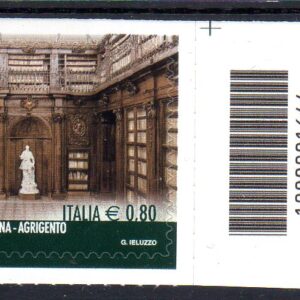 ITALIA € 0.80
NA - AGRIGENTO
G. IELUZZO